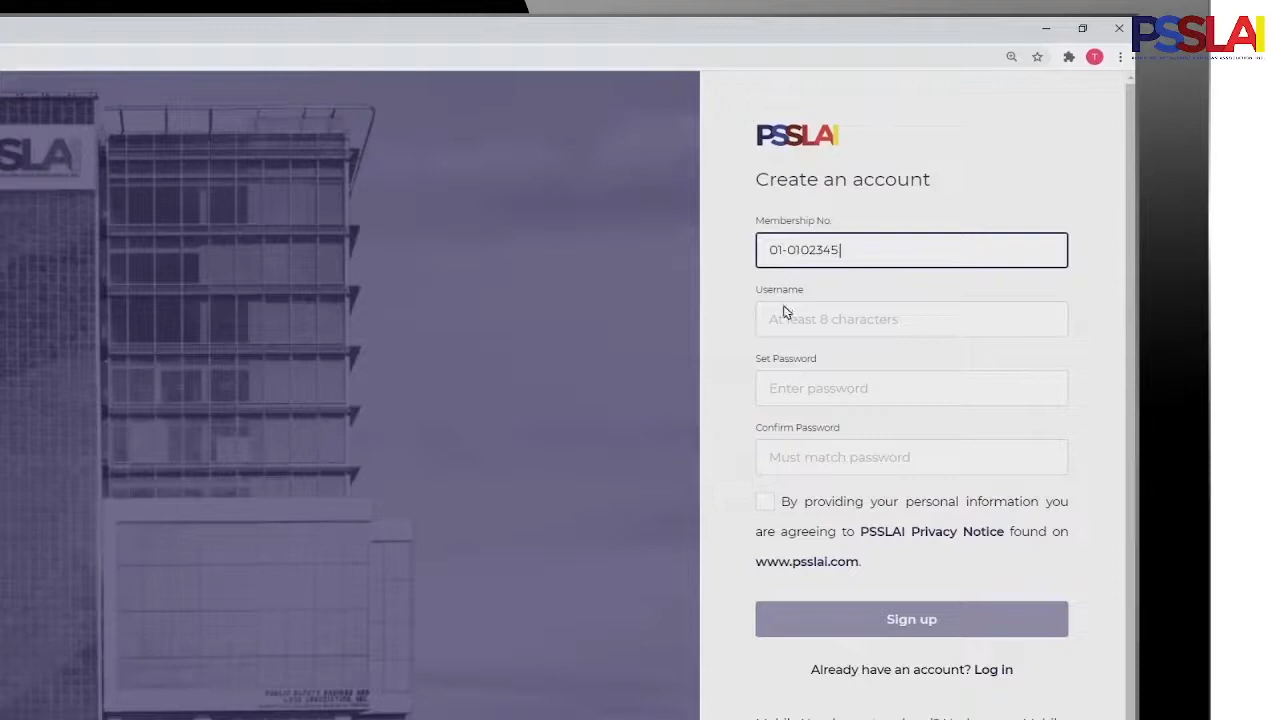 PSSLAI
T
SLA
PSSLAI
Create an account
Membership No.
01-0102345
Username
At least 8 characters
Set Password
Enter password
Confirm Password
Must match password
By providing your personal information you
are agreeing to PSSLAI Privacy Notice found on
www.psslai.com.
Sign up
Already have an account? Log in